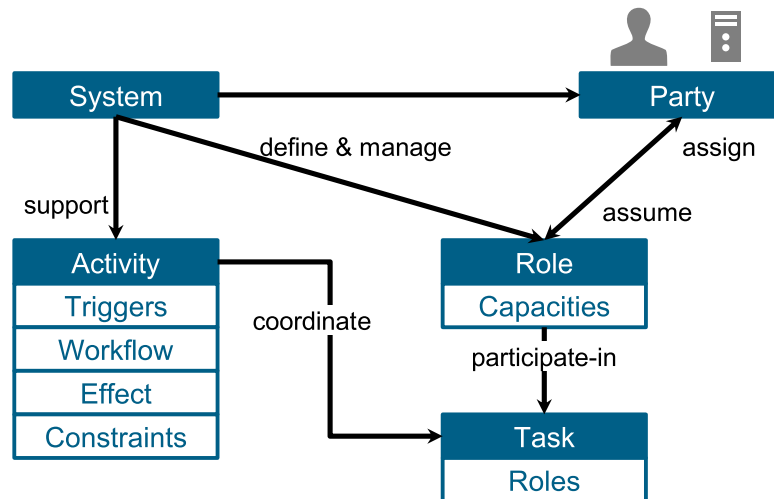 System
Party
define & manage
assign
support
assume
Activity
Role
Triggers
Capacities
coordinate
Workflow
participate-in
Effect
Constraints
Task
Roles